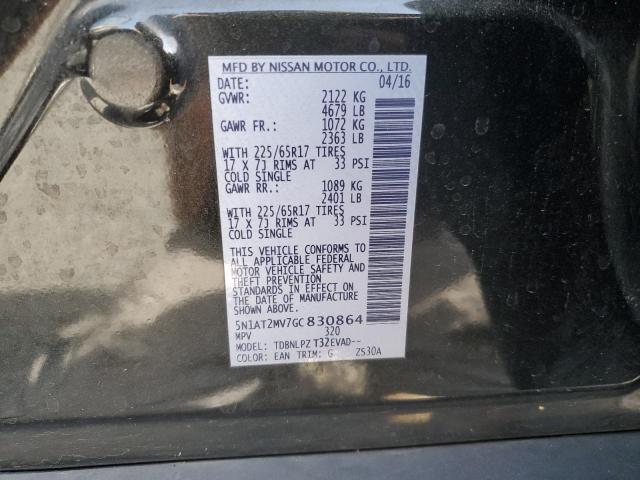 MFD BY NISSAN MOTOR CO., LTD.
DATE: 04/16
GVWR: 2122 KG
4679 LB
GAWR FR.: 1072 KG
2363 LB
WITH 225/65R17 TIRES
17 X 7J RIMS AT 33 PSI
COLD SINGLE
GAWR RR.: 1089 KG
2401 LB
WITH 225/65R17 TIRES
17 X 7J RIMS AT 33 PSI
COLD SINGLE
THIS VEHICLE CONFORMS TO
ALL APPLICABLE FEDERAL
MOTOR VEHICLE SAFETY AND
THEFT PREVENTION
STANDARDS IN EFFECT ON
THE DATE OF MANUFACTURE
SHOWN ABOVE.
5N1AT2MV7GC830864
MPV 320
MODEL: TDBNLPZ T32EVAD--
COLOR: EAN TRIM: G ZS30A